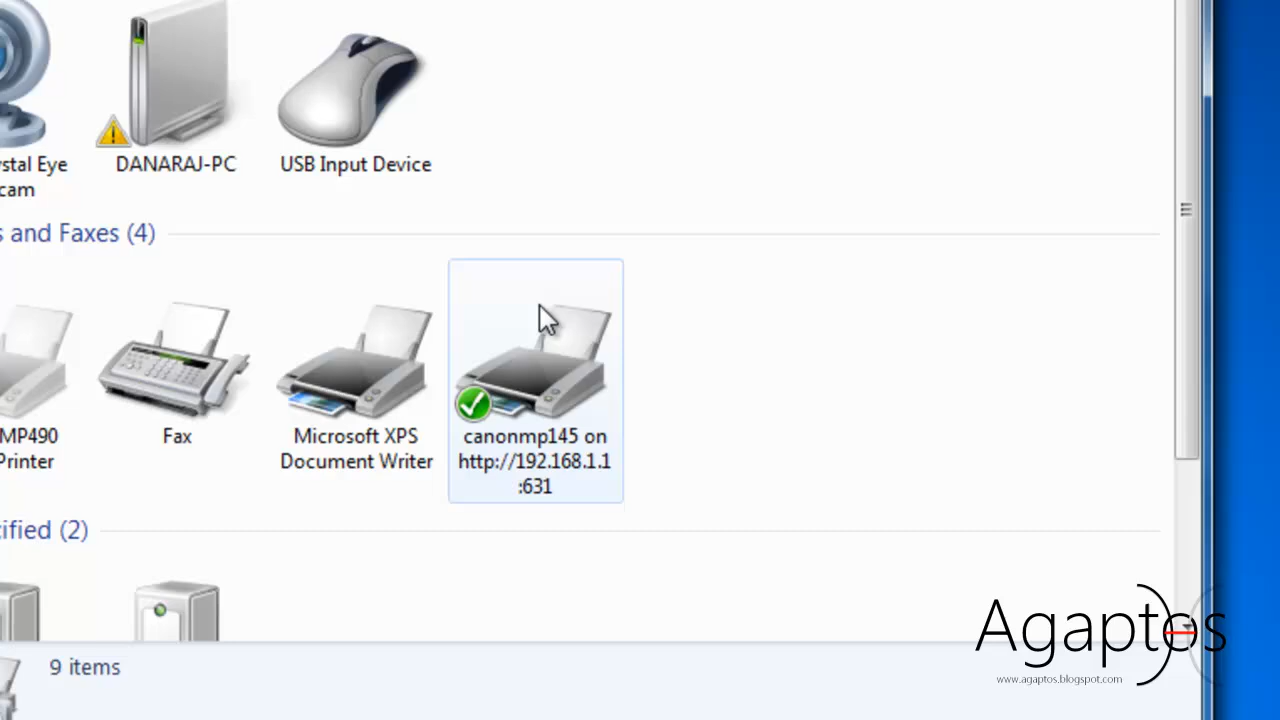 stal Eye
cam
DANARAJ-PC
USB Input Device
s and Faxes (4)
MP490
Printer
Fax
Microsoft XPS
Document Writer
canonmp145 on
http://192.168.1.1
:631
ified (2)
9 items
Agaptos
www.agaptos.blogspot.com